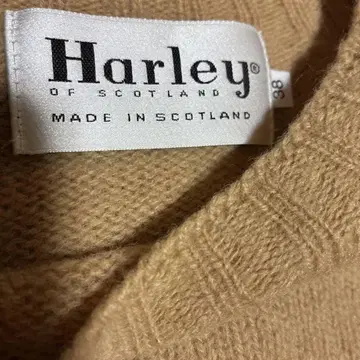 Harley®
OF SCOTLAND
MADE IN SCOTLAND
38